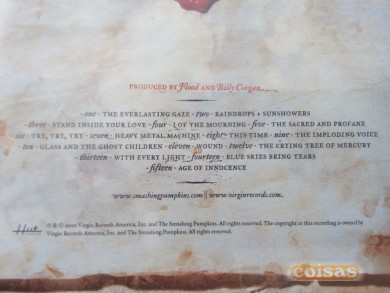 PRODUCED BY Flood AND Billy Corgan
one · THE EVERLASTING GAZE · two · RAINDROPS + SUNSHOWERS
three · STAND INSIDE YOUR LOVE · four · I OF THE MOURNING · five · THE SACRED AND PROFANE
six · TRY, TRY, TRY · seven · HEAVY METAL MACHINE · eight · THIS TIME · nine · THE IMPLODING VOICE
ten · GLASS AND THE GHOST CHILDREN · eleven · WOUND · twelve · THE CRYING TREE OF MERCURY
thirteen · WITH EVERY LIGHT · fourteen · BLUE SKIES BRING TEARS
fifteen · AGE OF INNOCENCE
www.smashingpumpkins.com || www.virginrecords.com
℗ & © 2000 Virgin Records America, Inc. and The Smashing Pumpkins. All rights reserved. The copyright in this recording is owned by
Virgin Records America, Inc. and The Smashing Pumpkins. All rights reserved.
coisas